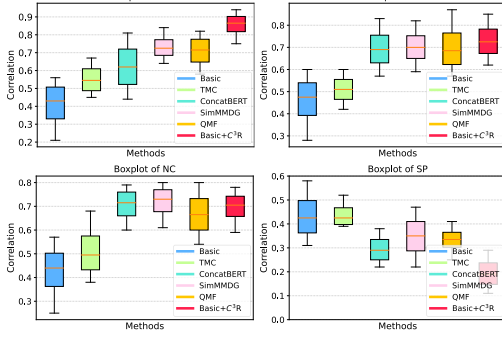 0.9
0.8
0.7
0.6
0.5
0.4
0.3
0.2
Correlation
Methods
Basic
TMC
ConcatBERT
SimMMDG
QMF
Basic+C³R
0.8
0.7
0.6
0.5
0.4
0.3
Correlation
Methods
Basic
TMC
ConcatBERT
SimMMDG
QMF
Basic+C³R
Boxplot of NC
0.8
0.7
0.6
0.5
0.4
0.3
Correlation
Methods
Basic
TMC
ConcatBERT
SimMMDG
QMF
Basic+C³R
Boxplot of SP
0.6
0.5
0.4
0.3
0.2
0.1
0.0
Correlation
Methods
Basic
TMC
ConcatBERT
SimMMDG
QMF
Basic+C³R